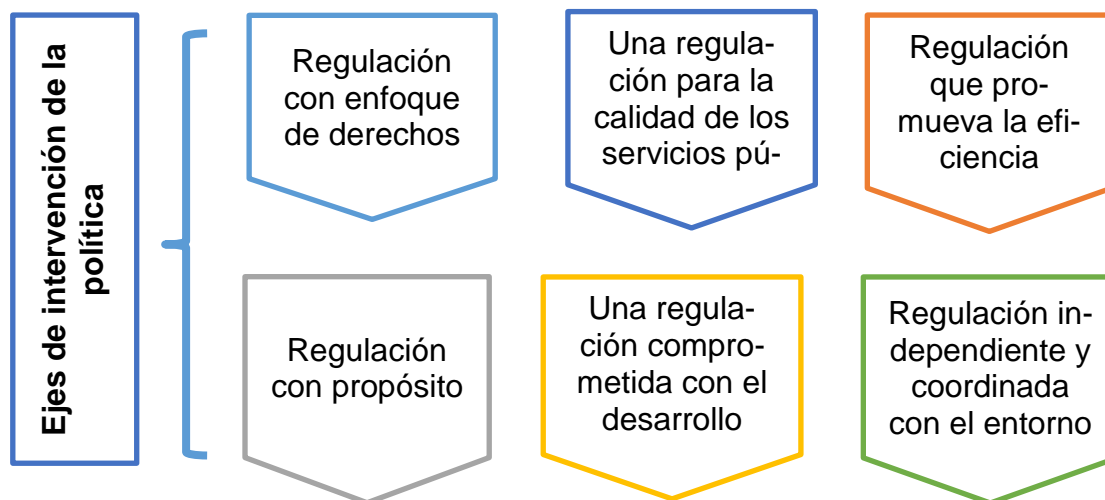 Ejes de intervención de la
política
Regulación
con enfoque
de derechos
Una regula-
ción para la
calidad de los
servicios pú-
Regulación
que pro-
mueva la efi-
ciencia
Regulación
con propósito
Una regula-
ción compro-
metida con el
desarrollo
Regulación in-
dependiente y
coordinada
con el entorno